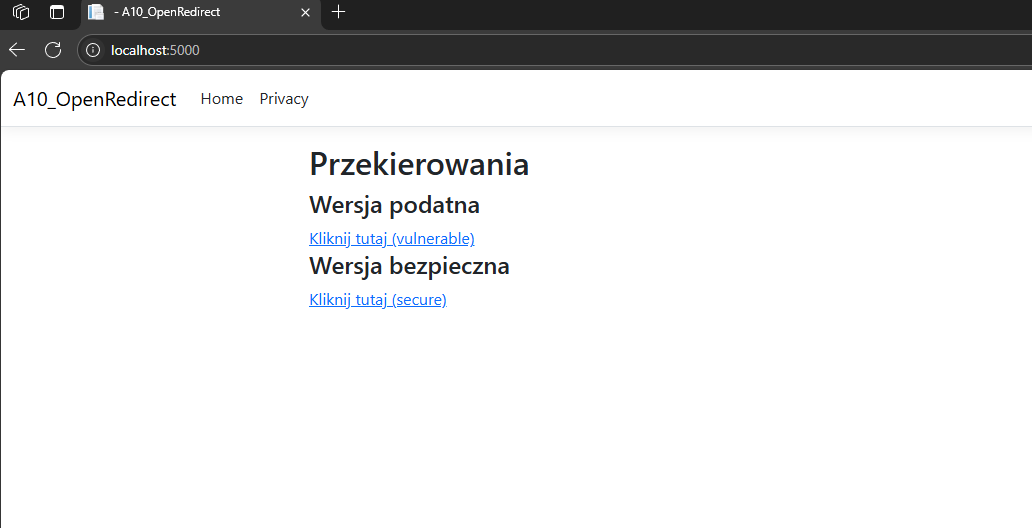 - A10_OpenRedirect
localhost:5000
A10_OpenRedirect Home Privacy
Przekierowania
Wersja podatna
Kliknij tutaj (vulnerable)
Wersja bezpieczna
Kliknij tutaj (secure)